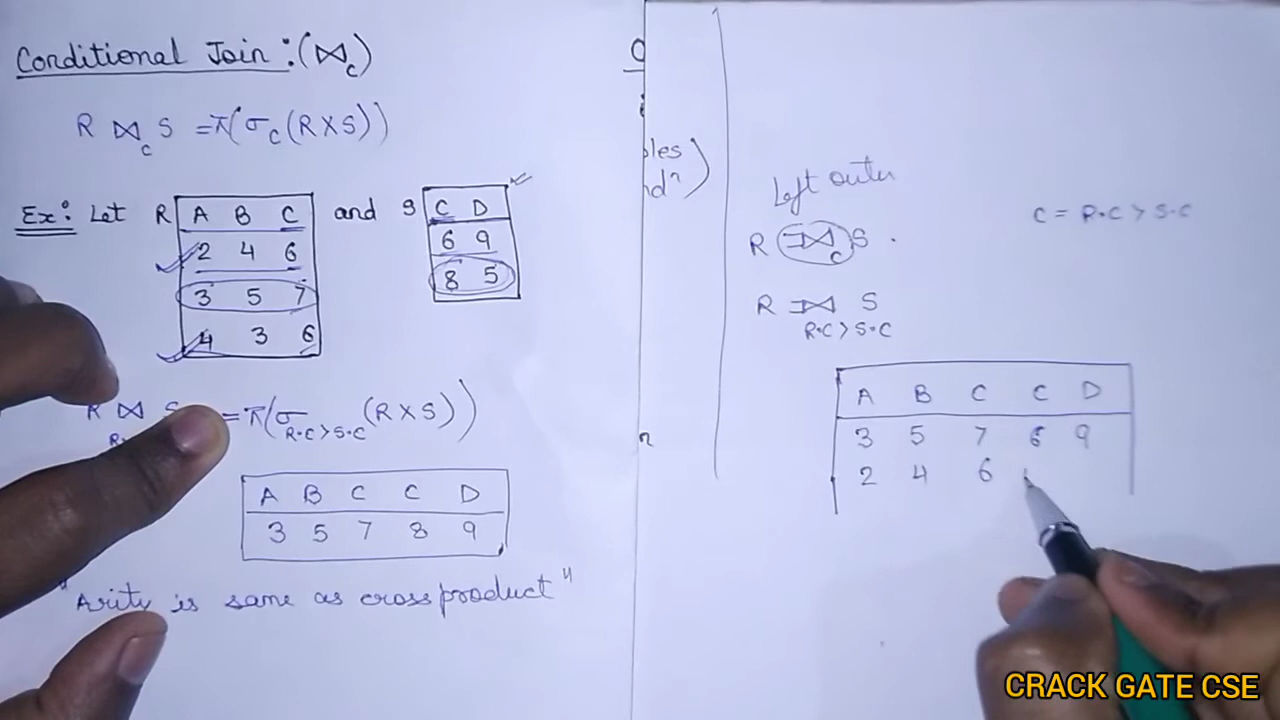 Conditional Join :(⋈c)
R ⋈c S = π(σc(R X S))
Ex: Let R
A B C
2 4 6
3 5 7
4 3 6
and S
C D
6 9
8 5
R ⋈ S = π(σR.C > S.C (R X S))
A B C C D
3 5 7 8 9
"Arity is same as cross product"
Left outer
R ⟕c S .
C = R.C > S.C
R ⟕ S
R.C > S.C
A B C C D
3 5 7 6 9
2 4 6
CRACK GATE CSE